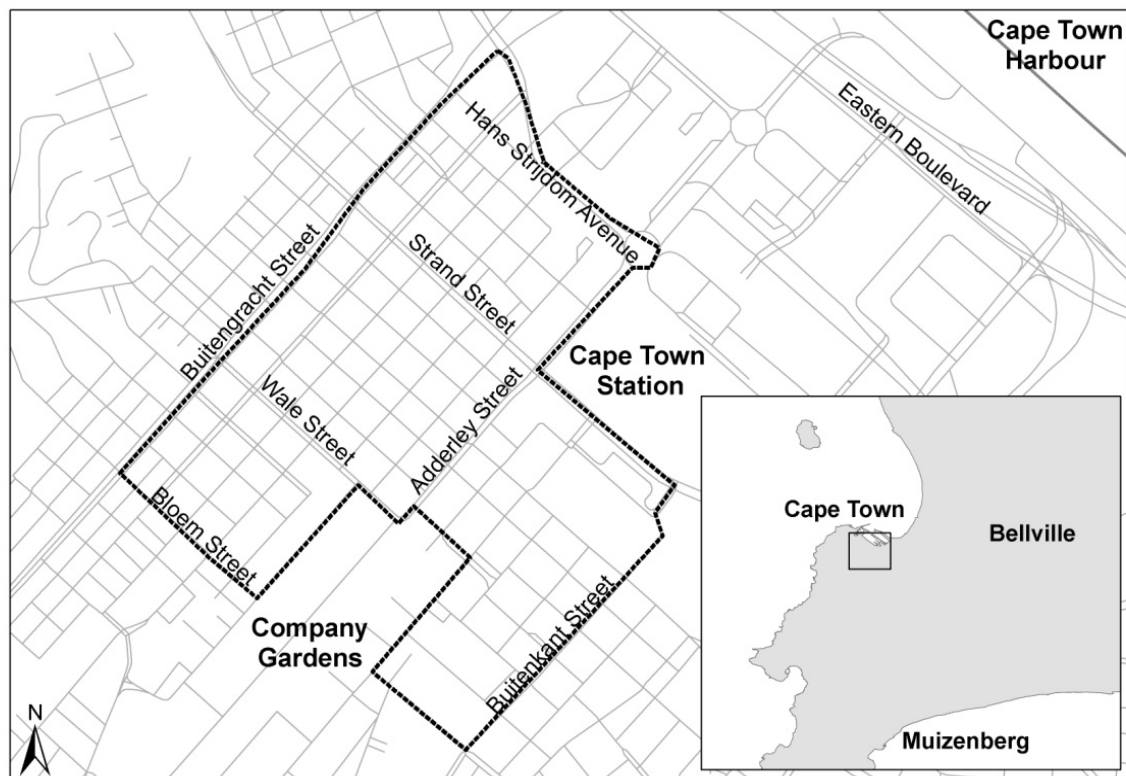 Cape Town
Harbour
Eastern Boulevard
Hans Strijdom Avenue
Strand Street
Buitengracht Street
Cape Town
Station
Wale Street
Adderley Street
Bloem Street
Company
Gardens
Buitenkant Street
N
Cape Town
Bellville
Muizenberg